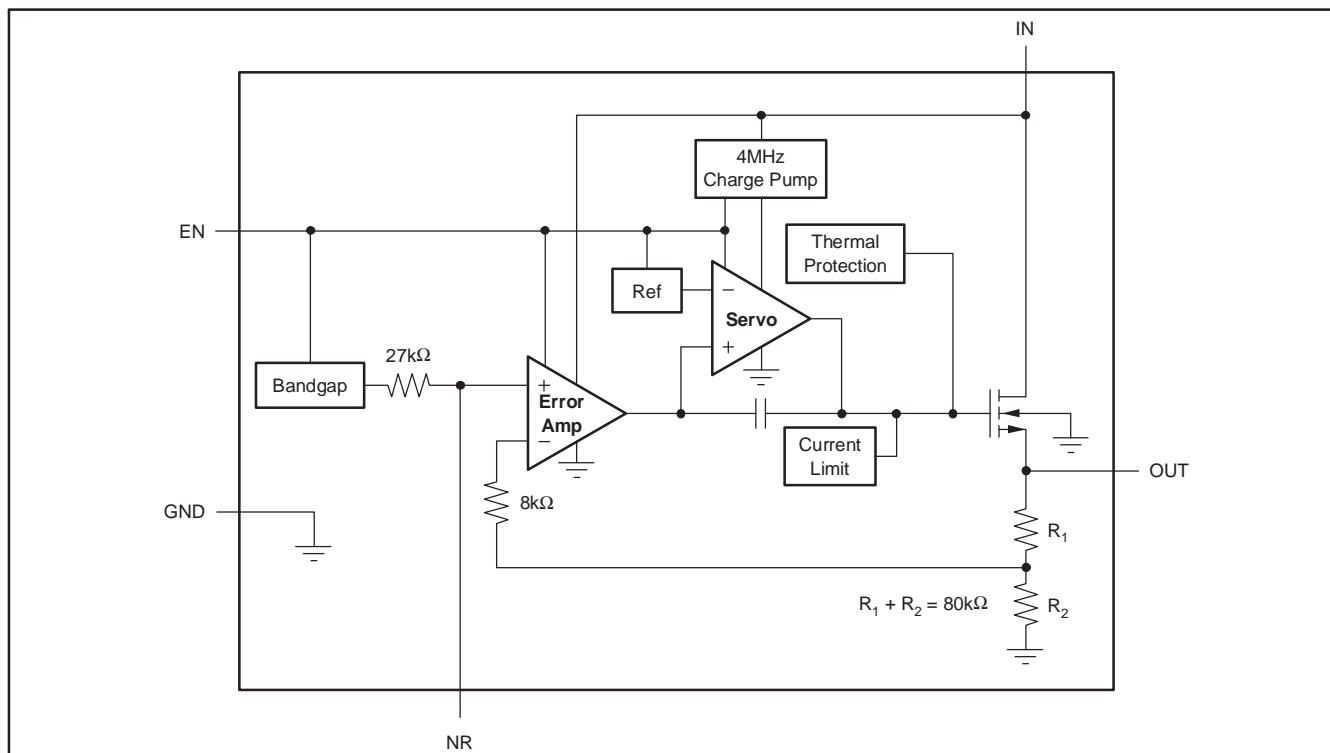 IN
4MHz
Charge Pump
EN
Thermal
Protection
Ref
−
Servo
+
27kΩ
Bandgap
+
Error
Amp
−
Current
Limit
OUT
8kΩ
GND
R1
R1 + R2 = 80kΩ
R2
NR